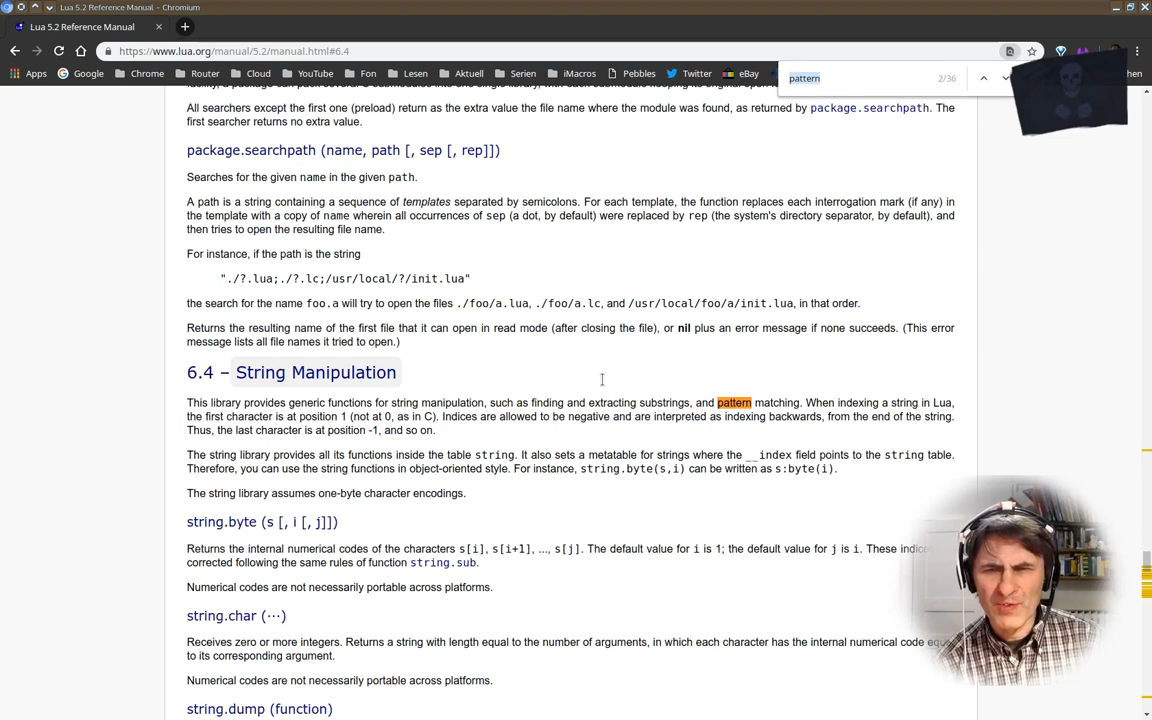 Lua 5.2 Reference Manual - Chromium
Lua 5.2 Reference Manual
https://www.lua.org/manual/5.2/manual.html#6.4
Apps Google Chrome Router Cloud YouTube Fon Lesen Aktuell Serien iMacros Pebbles Twitter eBay
pattern 2/36
All searchers except the first one (preload) return as the extra value the file name where the module was found, as returned by package.searchpath. The
first searcher returns no extra value.
package.searchpath (name, path [, sep [, rep]])
Searches for the given name in the given path.
A path is a string containing a sequence of templates separated by semicolons. For each template, the function replaces each interrogation mark (if any) in
the template with a copy of name wherein all occurrences of sep (a dot, by default) were replaced by rep (the system's directory separator, by default), and
then tries to open the resulting file name.
For instance, if the path is the string
"./?.lua;./?.lc;/usr/local/?/init.lua"
the search for the name foo.a will try to open the files ./foo/a.lua, ./foo/a.lc, and /usr/local/foo/a/init.lua, in that order.
Returns the resulting name of the first file that it can open in read mode (after closing the file), or nil plus an error message if none succeeds. (This error
message lists all file names it tried to open.)
6.4 – String Manipulation
This library provides generic functions for string manipulation, such as finding and extracting substrings, and pattern matching. When indexing a string in Lua,
the first character is at position 1 (not at 0, as in C). Indices are allowed to be negative and are interpreted as indexing backwards, from the end of the string.
Thus, the last character is at position -1, and so on.
The string library provides all its functions inside the table string. It also sets a metatable for strings where the __index field points to the string table.
Therefore, you can use the string functions in object-oriented style. For instance, string.byte(s,i) can be written as s:byte(i).
The string library assumes one-byte character encodings.
string.byte (s [, i [, j]])
Returns the internal numerical codes of the characters s[i], s[i+1], ..., s[j]. The default value for i is 1; the default value for j is i. These
corrected following the same rules of function string.sub.
Numerical codes are not necessarily portable across platforms.
string.char (···)
Receives zero or more integers. Returns a string with length equal to the number of arguments, in which each character has the internal numerical code
to its corresponding argument.
Numerical codes are not necessarily portable across platforms.
string.dump (function)